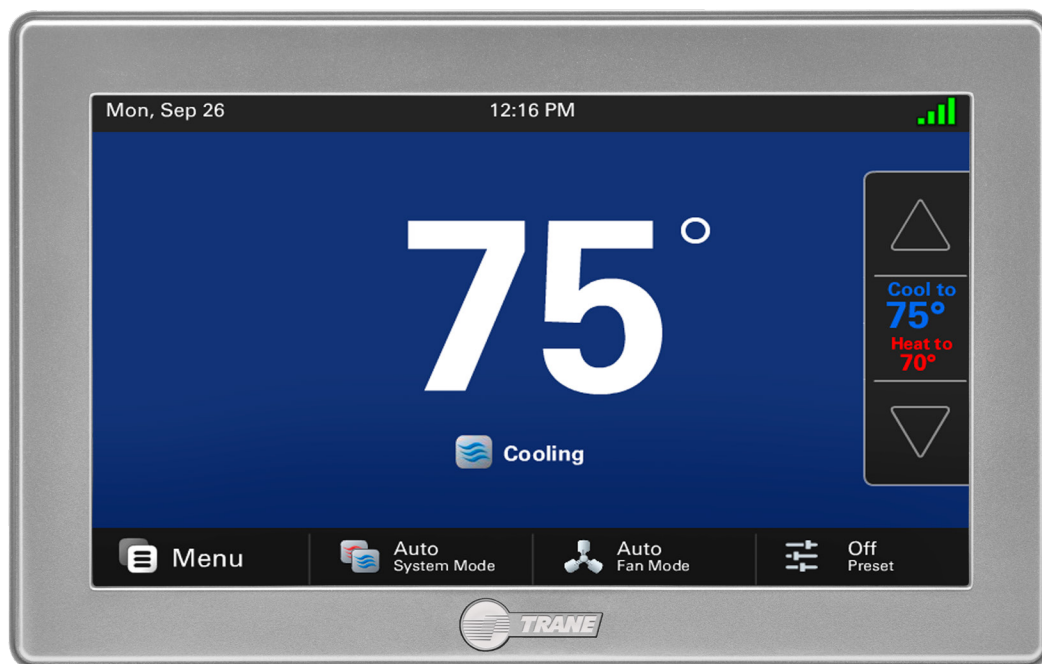 Mon, Sep 26
12:16 PM
75°
Cooling
Cool to
75°
Heat to
70°
Menu
Auto
System Mode
Auto
Fan Mode
Off
Preset
TRANE